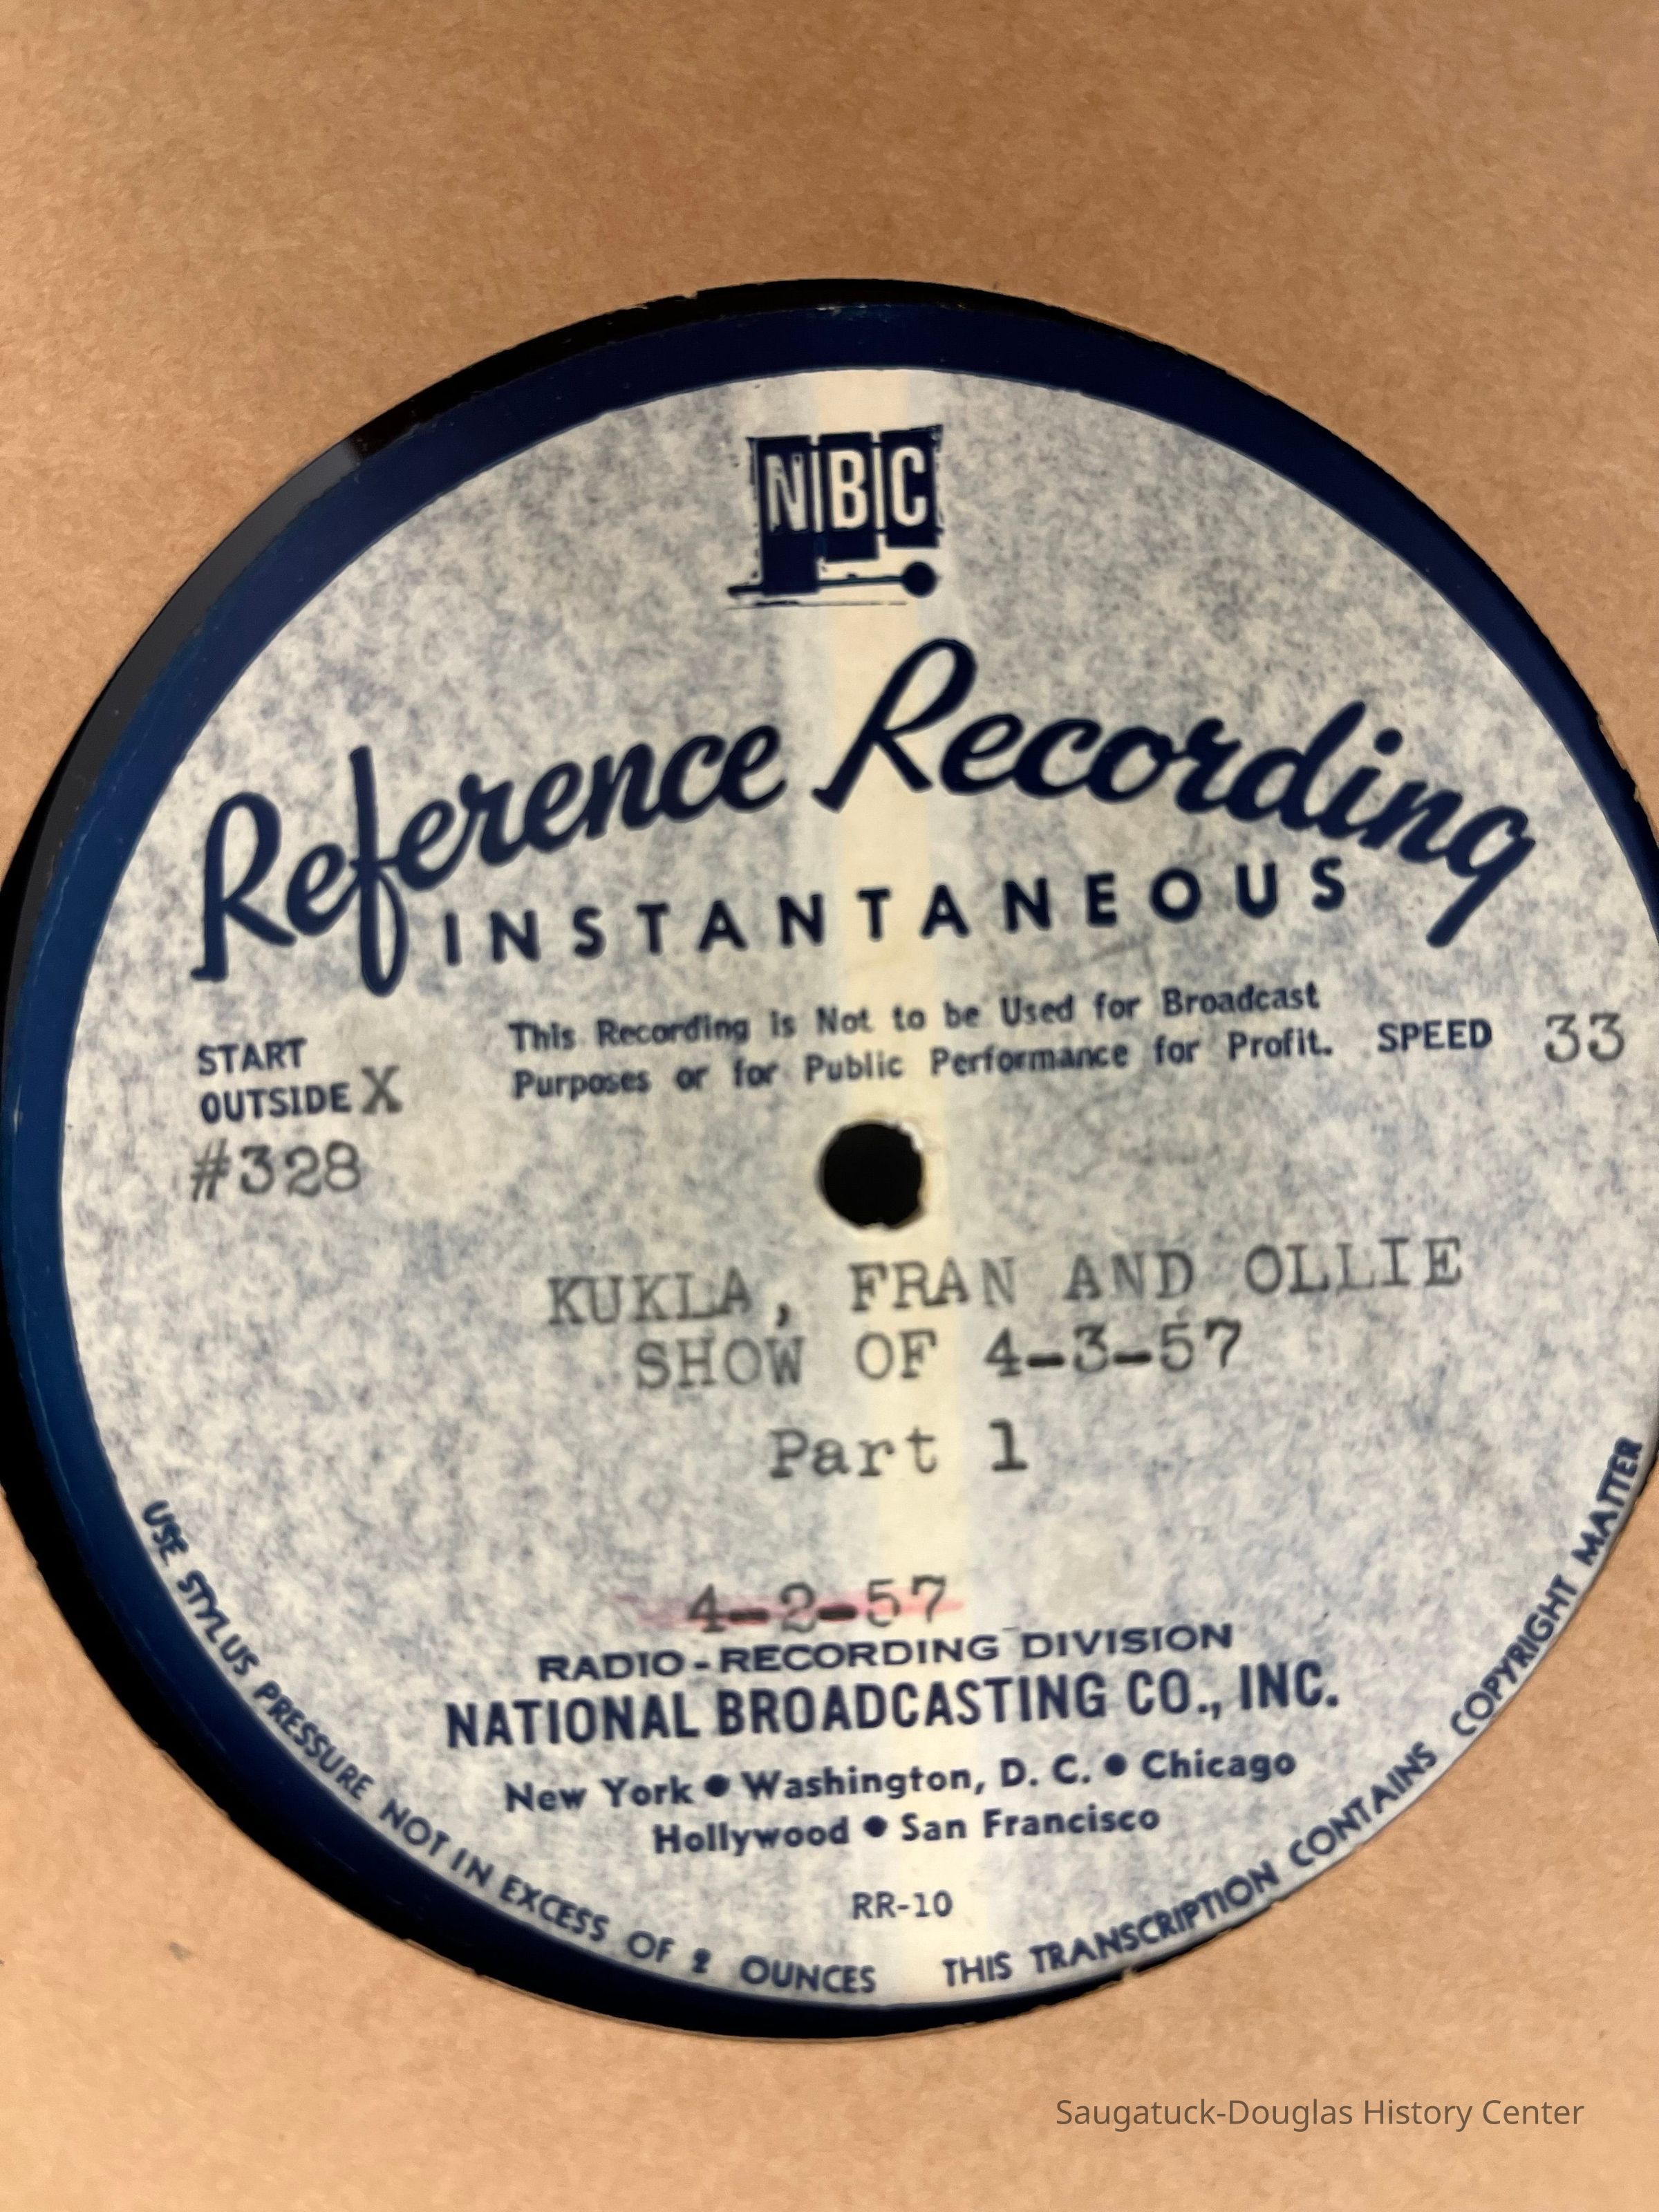 NBC
Reference Recording
INSTANTANEOUS
This Recording is Not to be Used for Broadcast
Purposes or for Public Performance for Profit.
SPEED 33
START
OUTSIDE X
#328
KUKLA, FRAN AND OLLIE
SHOW OF 4-3-57
Part 1
4-2-57
RADIO-RECORDING DIVISION
NATIONAL BROADCASTING CO., INC.
New York • Washington, D. C. • Chicago
Hollywood • San Francisco
RR-10
USE STYLUS PRESSURE NOT IN EXCESS OF 2 OUNCES
THIS TRANSCRIPTION CONTAINS COPYRIGHT MATTER
Saugatuck-Douglas History Center